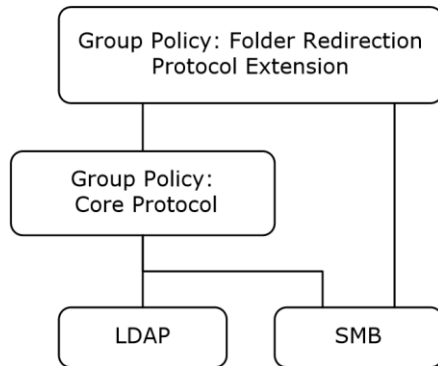 Group Policy: Folder Redirection
Protocol Extension
Group Policy:
Core Protocol
LDAP
SMB